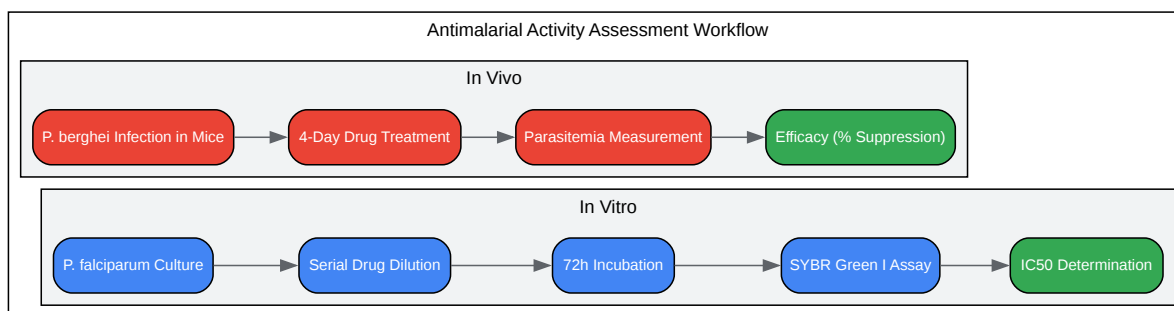 Antimalarial Activity Assessment Workflow
In Vivo
P. berghei Infection in Mice
4-Day Drug Treatment
Parasitemia Measurement
Efficacy (% Suppression)
In Vitro
P. falciparum Culture
Serial Drug Dilution
72h Incubation
SYBR Green I Assay
IC50 Determination